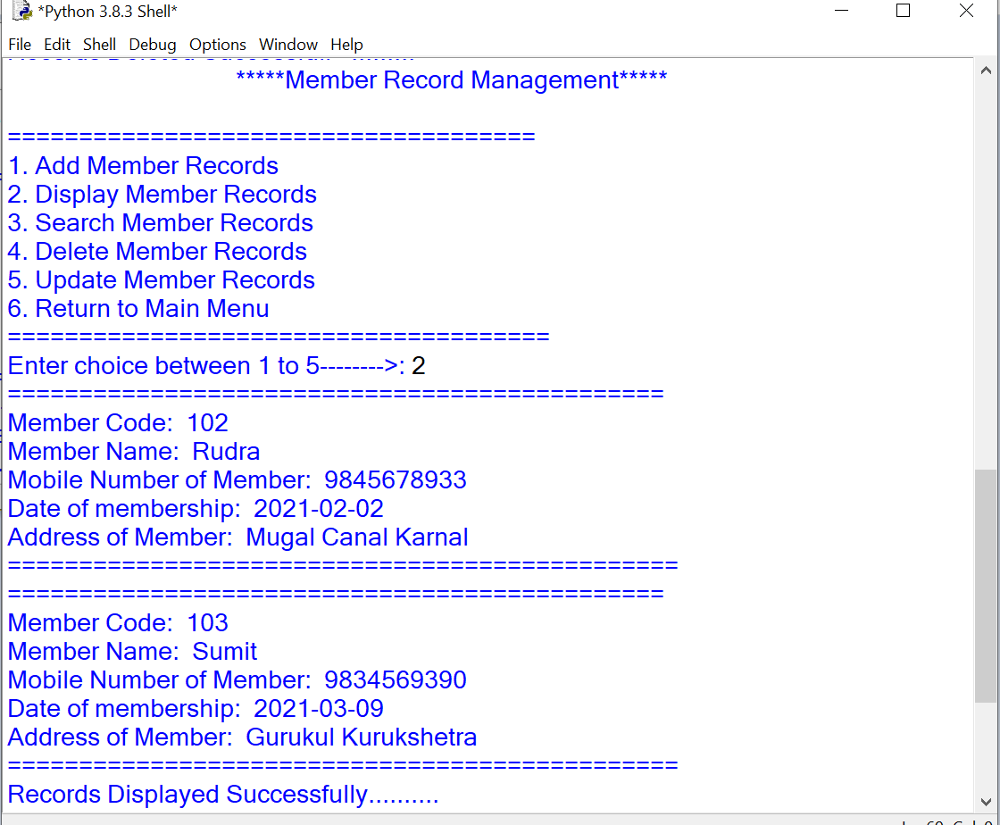 *Python 3.8.3 Shell*
File Edit Shell Debug Options Window Help
Records Deleted
*****Member Record Management*****
=====================================
1. Add Member Records
2. Display Member Records
3. Search Member Records
4. Delete Member Records
5. Update Member Records
6. Return to Main Menu
======================================
Enter choice between 1 to 5-------->: 2
==============================================
Member Code:  102
Member Name:  Rudra
Mobile Number of Member:  9845678933
Date of membership:  2021-02-02
Address of Member:  Mugal Canal Karnal
===============================================
==============================================
Member Code:  103
Member Name:  Sumit
Mobile Number of Member:  9834569390
Date of membership:  2021-03-09
Address of Member:  Gurukul Kurukshetra
===============================================
Records Displayed Successfully..........